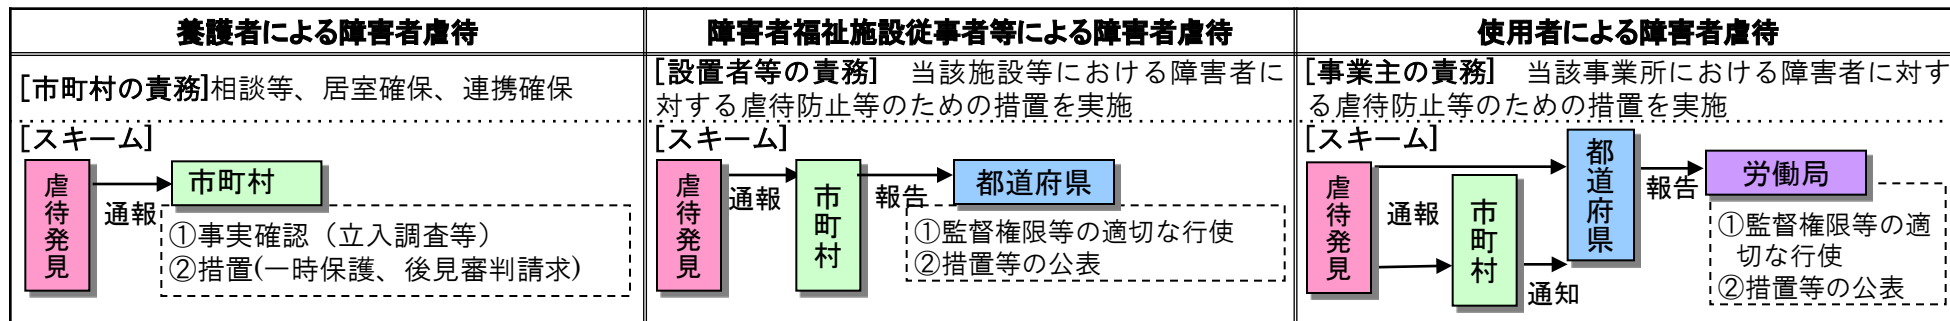 養護者による障害者虐待
[市町村の責務]相談等、居室確保、連携確保
[スキーム]
虐待発見
通報
市町村
①事実確認（立入調査等）
②措置(一時保護、後見審判請求)
障害者福祉施設従事者等による障害者虐待
[設置者等の責務]　当該施設等における障害者に
対する虐待防止等のための措置を実施
[スキーム]
虐待発見
通報
市町村
報告
都道府県
①監督権限等の適切な行使
②措置等の公表
使用者による障害者虐待
[事業主の責務]　当該事業所における障害者に対す
る虐待防止等のための措置を実施
[スキーム]
虐待発見
通報
市町村
通知
都道府県
報告
労働局
①監督権限等の適
切な行使
②措置等の公表